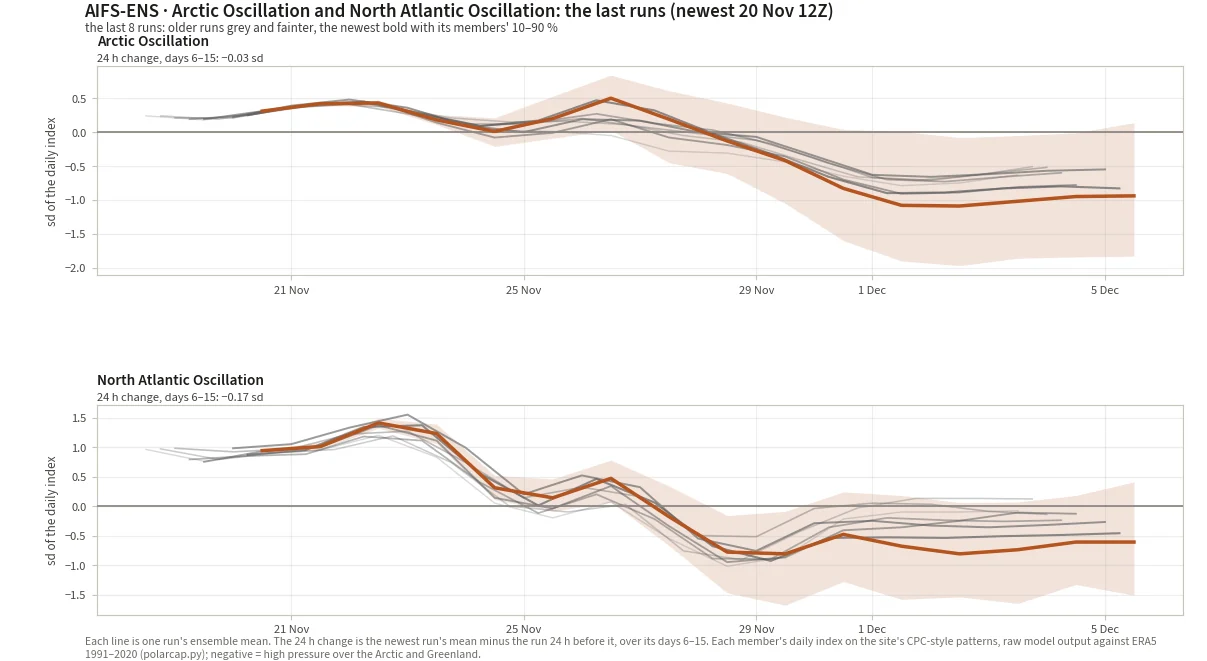 AIFS-ENS · Arctic Oscillation and North Atlantic Oscillation: the last runs (newest 20 Nov 12Z)
the last 8 runs: older runs grey and fainter, the newest bold with its members' 10–90 %
Arctic Oscillation
24 h change, days 6–15: −0.03 sd
sd of the daily index
0.5
0.0
−0.5
−1.0
−1.5
−2.0
21 Nov
25 Nov
29 Nov
1 Dec
5 Dec
North Atlantic Oscillation
24 h change, days 6–15: −0.17 sd
sd of the daily index
1.5
1.0
0.5
0.0
−0.5
−1.0
−1.5
21 Nov
25 Nov
29 Nov
1 Dec
5 Dec
Each line is one run's ensemble mean. The 24 h change is the newest run's mean minus the run 24 h before it, over its days 6–15. Each member's daily index on the site's CPC-style patterns, raw model output against ERA5
1991–2020 (polarcap.py); negative = high pressure over the Arctic and Greenland.